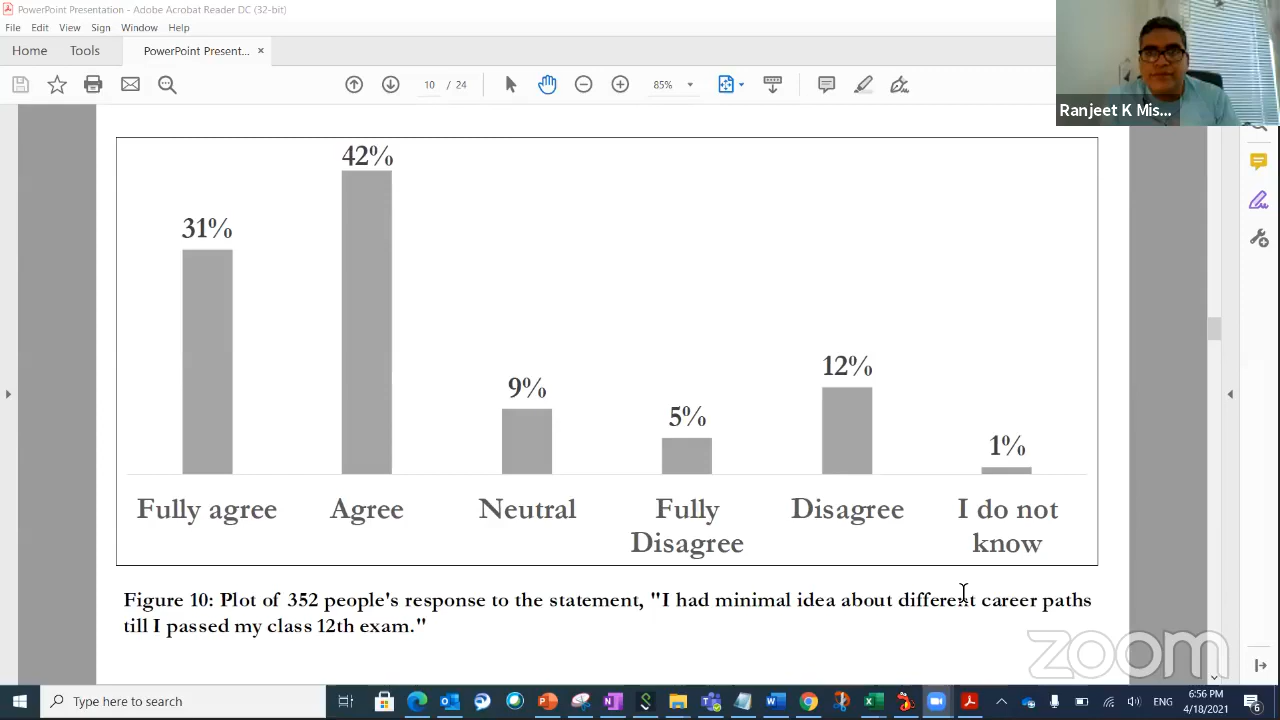 PowerPoint Presentation - Adobe Acrobat Reader DC (32-bit)
File Edit View Sign Window Help
Home Tools PowerPoint Present... ×
10 / 24 85%
Ranjeet K Mis...
42%
31%
12%
9%
5%
1%
Fully agree Agree Neutral Fully Disagree I do not
Disagree know
Figure 10: Plot of 352 people's response to the statement, "I had minimal idea about different career paths
till I passed my class 12th exam."
zoom
Type here to search
ENG
6:56 PM
4/18/2021
6